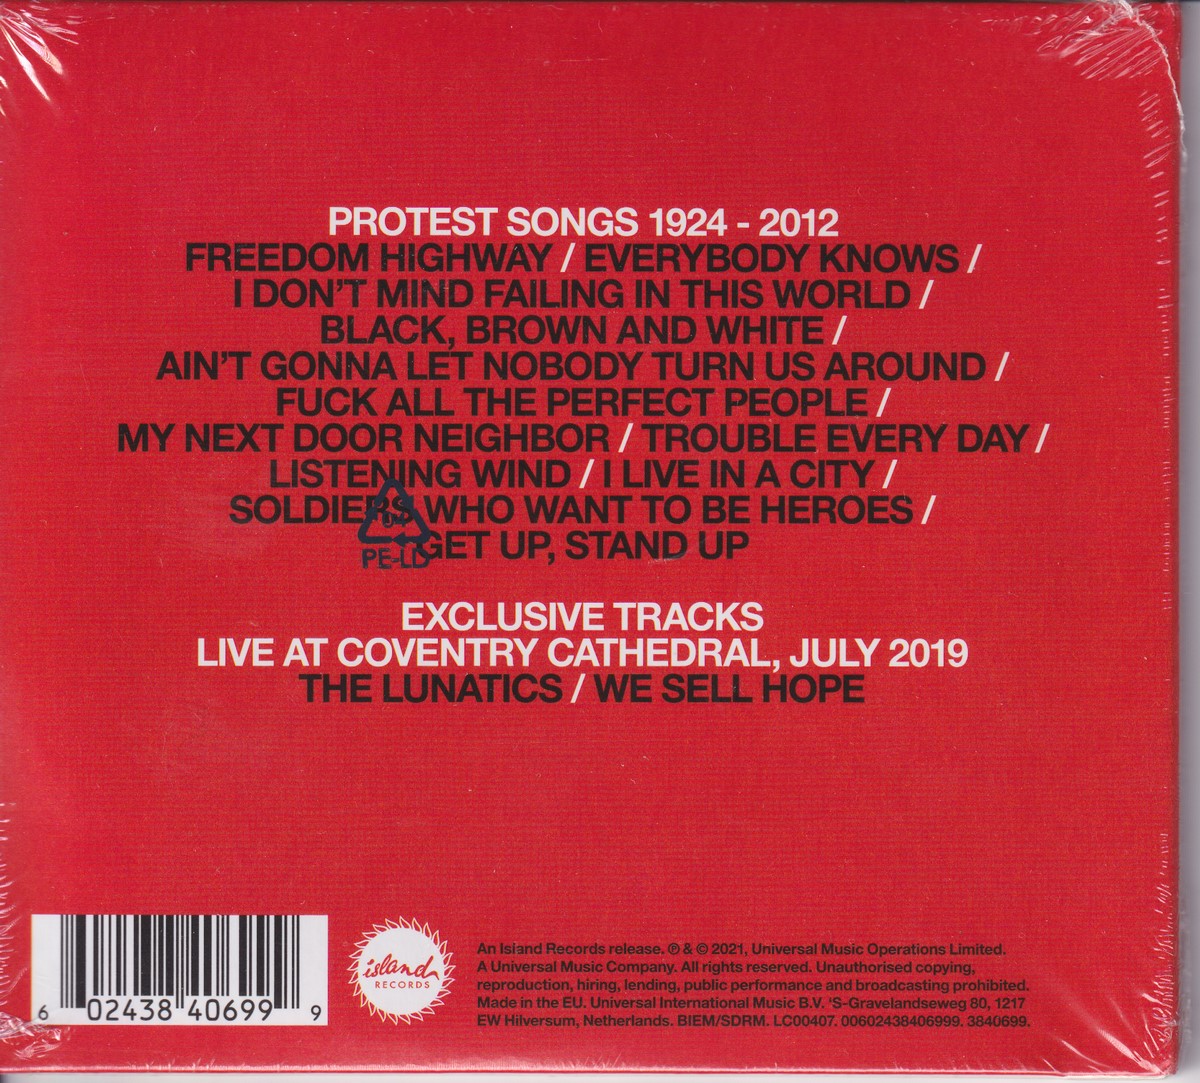 PROTEST SONGS 1924 - 2012
FREEDOM HIGHWAY / EVERYBODY KNOWS /
I DON'T MIND FAILING IN THIS WORLD /
BLACK, BROWN AND WHITE /
AIN'T GONNA LET NOBODY TURN US AROUND /
FUCK ALL THE PERFECT PEOPLE /
MY NEXT DOOR NEIGHBOR / TROUBLE EVERY DAY /
LISTENING WIND / I LIVE IN A CITY /
SOLDIERS WHO WANT TO BE HEROES /
GET UP, STAND UP
04
PE-LD
EXCLUSIVE TRACKS
LIVE AT COVENTRY CATHEDRAL, JULY 2019
THE LUNATICS / WE SELL HOPE
6 02438 40699 9
island
RECORDS
An Island Records release. ℗ & © 2021, Universal Music Operations Limited.
A Universal Music Company. All rights reserved. Unauthorised copying,
reproduction, hiring, lending, public performance and broadcasting prohibited.
Made in the EU. Universal International Music B.V. 'S-Gravelandseweg 80, 1217
EW Hilversum, Netherlands. BIEM/SDRM. LC00407. 00602438406999. 3840699.